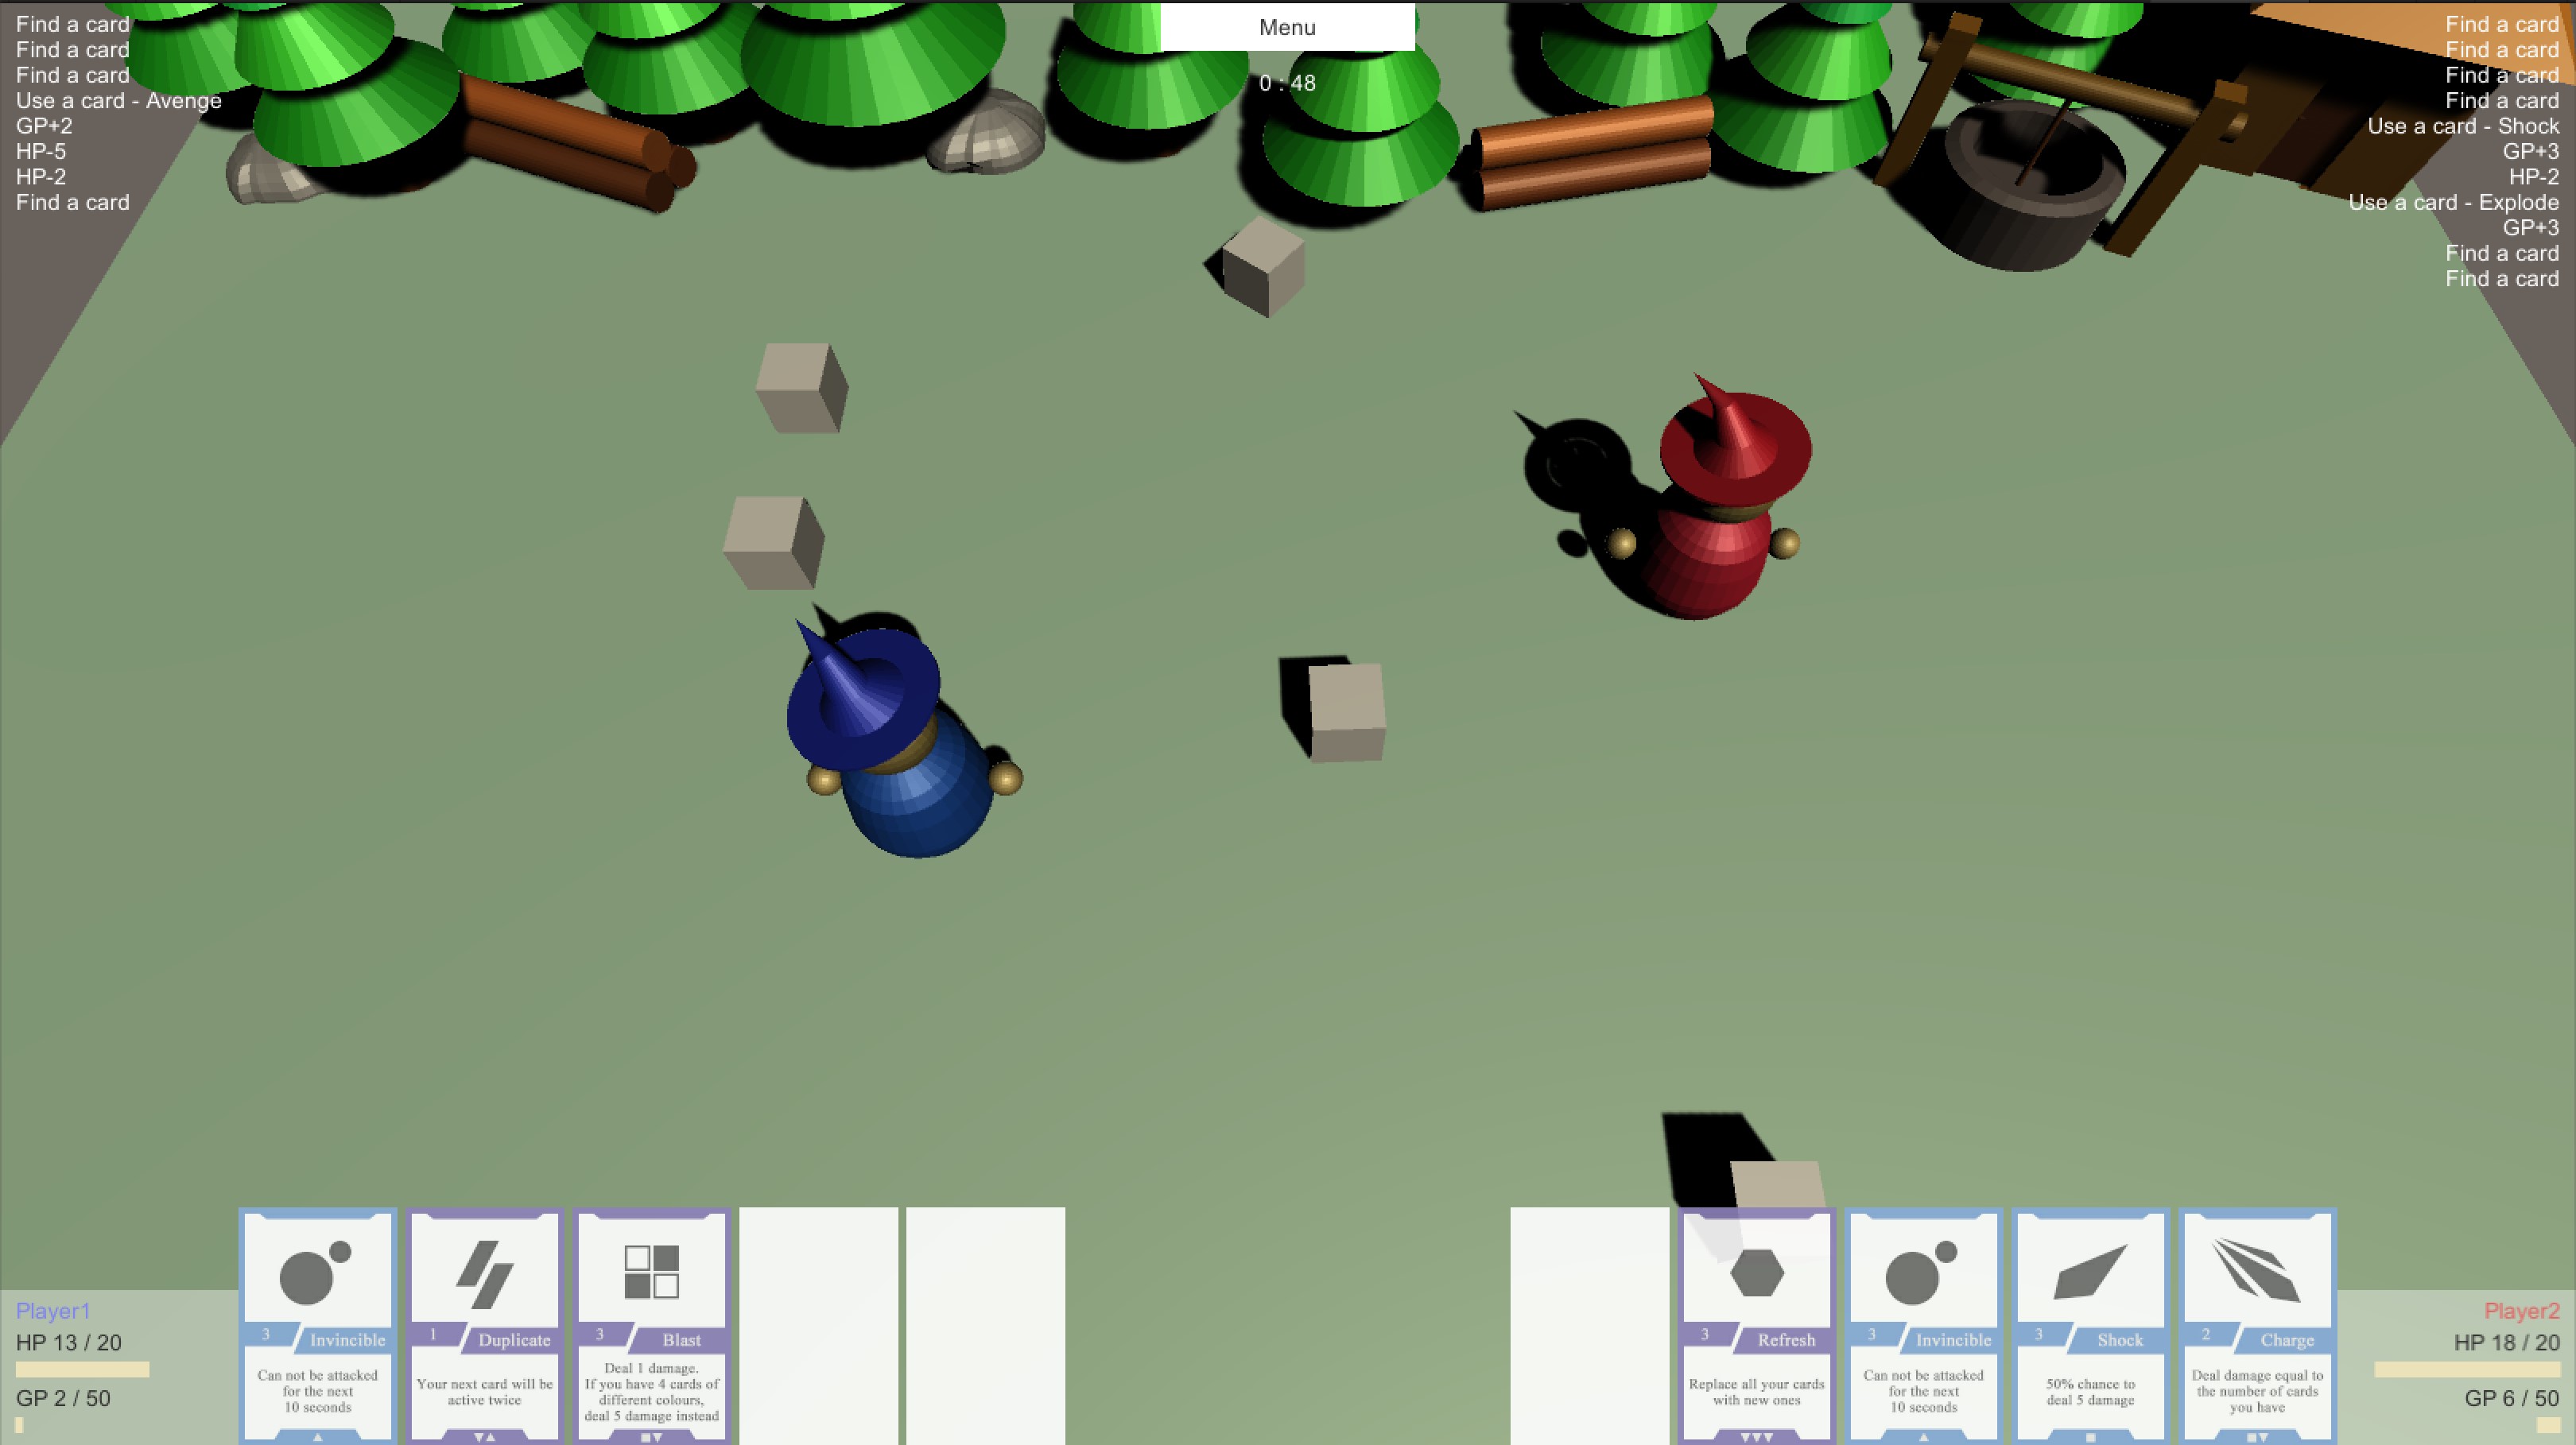 Find a card
Find a card
Find a card
Use a card - Avenge
GP+2
HP-5
HP-2
Find a card
Menu
0 : 48
Find a card
Find a card
Find a card
Find a card
Use a card - Shock
GP+3
HP-2
Use a card - Explode
GP+3
Find a card
Find a card
Player1
HP 13 / 20
GP 2 / 50
3 Invincible
Can not be attacked
for the next
10 seconds
1 Duplicate
Your next card will be
active twice
3 Blast
Deal 1 damage.
If you have 4 cards of
different colours,
deal 5 damage instead
3 Refresh
Replace all your cards
with new ones
3 Invincible
Can not be attacked
for the next
10 seconds
3 Shock
50% chance to
deal 5 damage
2 Charge
Deal damage equal to
the number of cards
you have
Player2
HP 18 / 20
GP 6 / 50